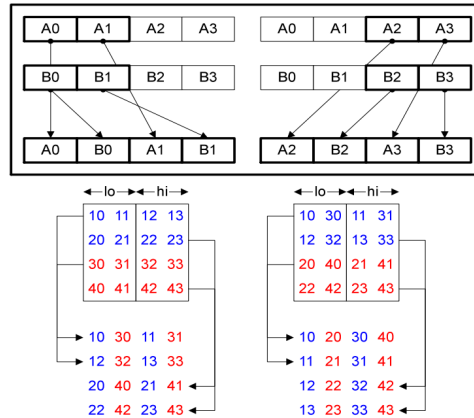 A0 A1 A2 A3 A0 A1 A2 A3
B0 B1 B2 B3 B0 B1 B2 B3
A0 B0 A1 B1 A2 B2 A3 B3
lo hi lo hi
10 11 12 13 10 30 11 31
20 21 22 23 12 32 13 33
30 31 32 33 20 40 21 41
40 41 42 43 22 42 23 43
10 30 11 31 10 20 30 40
12 32 13 33 11 21 31 41
20 40 21 41 12 22 32 42
22 42 23 43 13 23 33 43